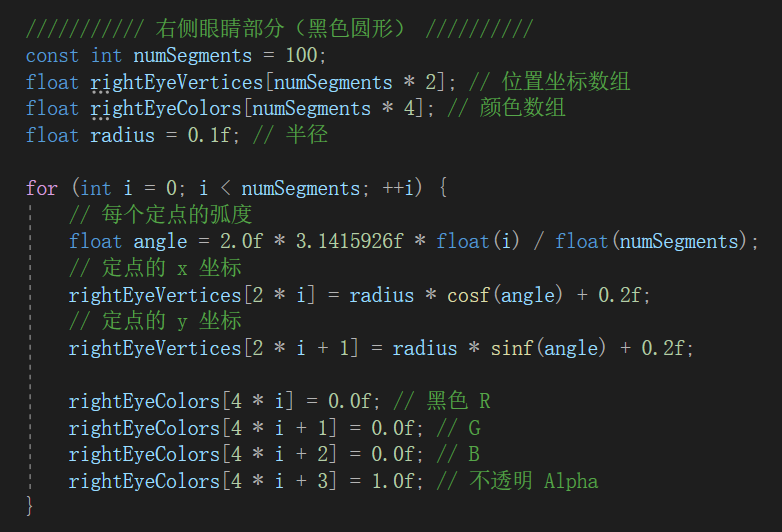 /////////// 右侧眼睛部分（黑色圆形） //////////
const int numSegments = 100;
float rightEyeVertices[numSegments * 2]; // 位置坐标数组
float rightEyeColors[numSegments * 4]; // 颜色数组
float radius = 0.1f; // 半径
for (int i = 0; i < numSegments; ++i) {
// 每个定点的弧度
float angle = 2.0f * 3.1415926f * float(i) / float(numSegments);
// 定点的 x 坐标
rightEyeVertices[2 * i] = radius * cosf(angle) + 0.2f;
// 定点的 y 坐标
rightEyeVertices[2 * i + 1] = radius * sinf(angle) + 0.2f;
rightEyeColors[4 * i] = 0.0f; // 黑色 R
rightEyeColors[4 * i + 1] = 0.0f; // G
rightEyeColors[4 * i + 2] = 0.0f; // B
rightEyeColors[4 * i + 3] = 1.0f; // 不透明 Alpha
}